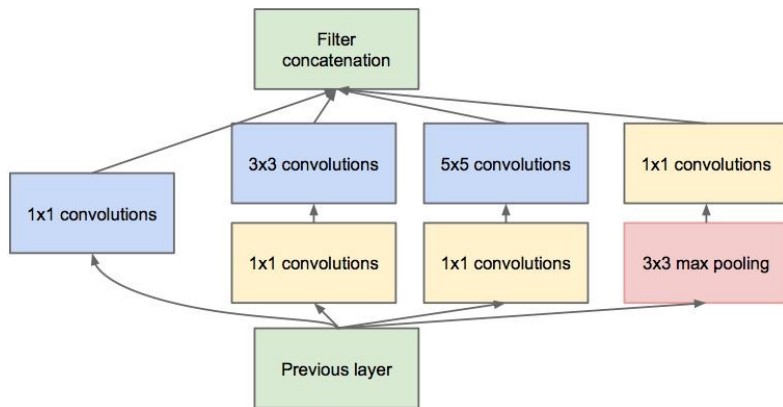 Filter
concatenation
3x3 convolutions
5x5 convolutions
1x1 convolutions
1x1 convolutions
1x1 convolutions
1x1 convolutions
3x3 max pooling
Previous layer